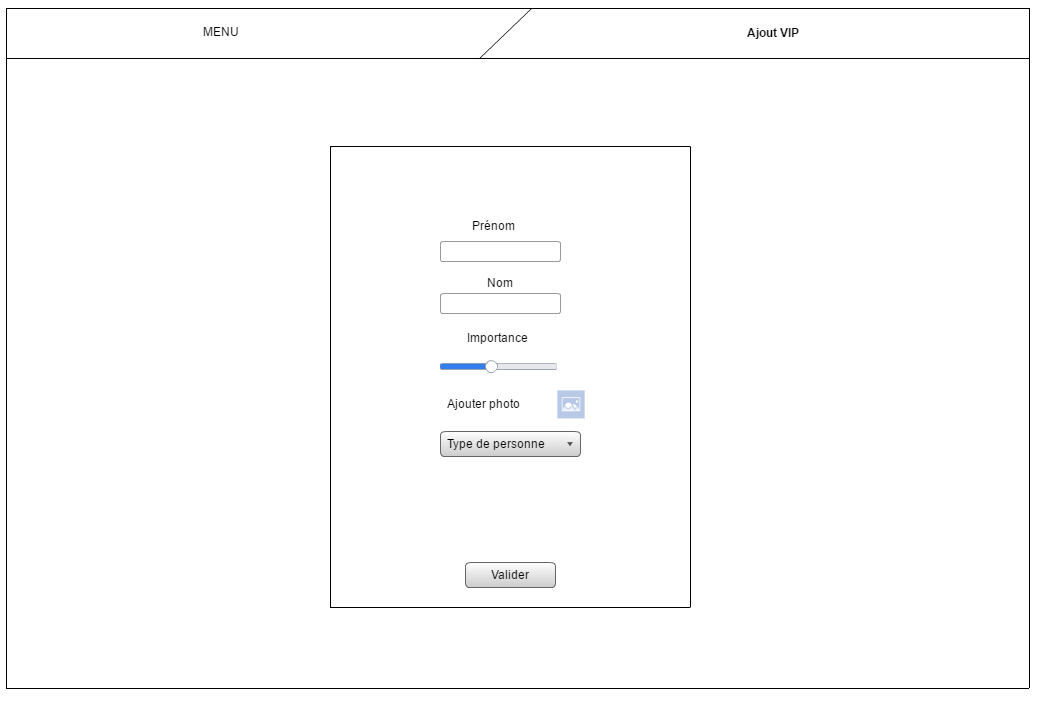 MENU
Ajout VIP
Prénom
Nom
Importance
Ajouter photo
Type de personne
Valider